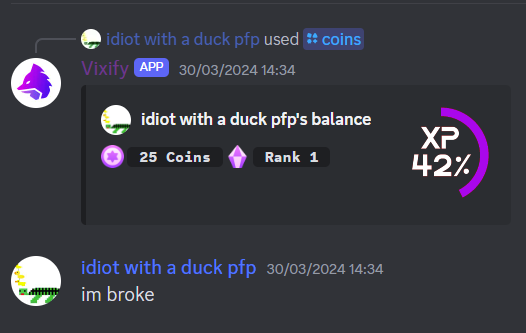 idiot with a duck pfp used coins
Vixify APP 30/03/2024 14:34
idiot with a duck pfp's balance
25 Coins Rank 1
XP
42%
idiot with a duck pfp 30/03/2024 14:34
im broke